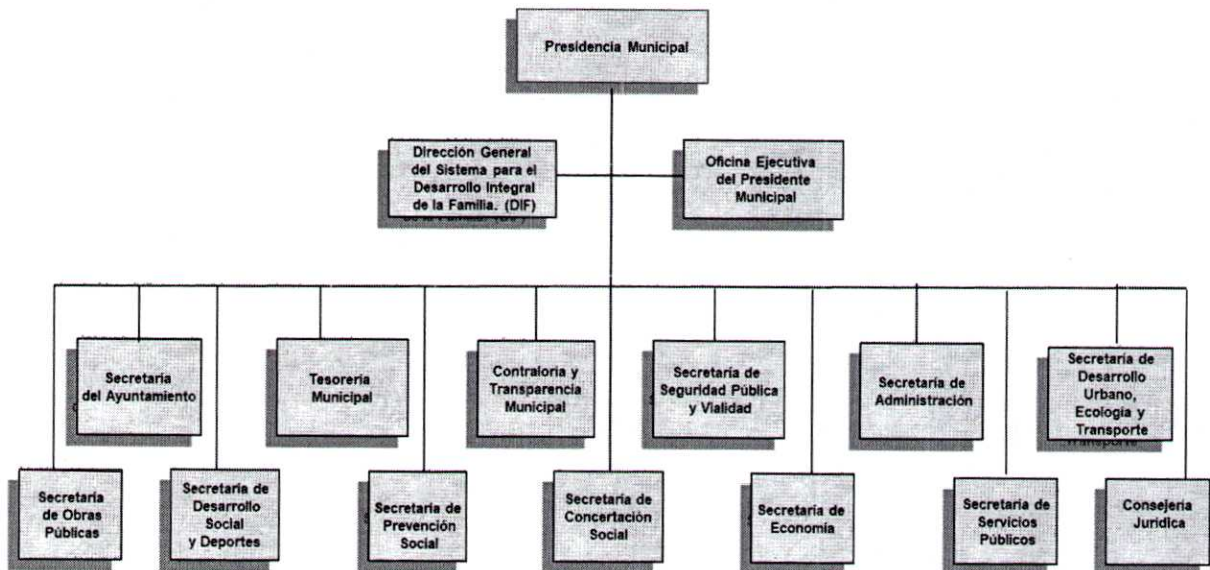 Presidencia Municipal
Dirección General
del Sistema para el
Desarrollo Integral
de la Familia. (DIF)
Oficina Ejecutiva
del Presidente
Municipal
Secretaría
del Ayuntamiento
Tesorería
Municipal
Contraloría y
Transparencia
Municipal
Secretaría de
Seguridad Pública
y Vialidad
Secretaría de
Administración
Secretaría de
Desarrollo
Urbano,
Ecología y
Transporte
Secretaría
de Obras
Públicas
Secretaría de
Desarrollo
Social
y Deportes
Secretaría de
Prevención
Social
Secretaría de
Concertación
Social
Secretaría de
Economía
Secretaría de
Servicios
Públicos
Consejería
Jurídica